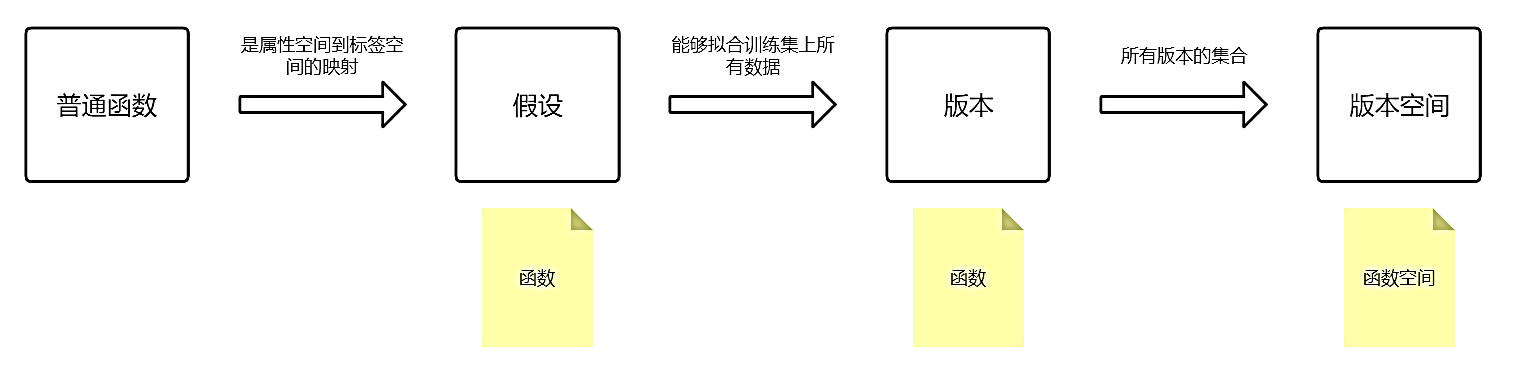 是属性空间到标签空
间的映射
能够拟合训练集上所
有数据
所有版本的集合
普通函数
假设
版本
版本空间
函数
函数
函数空间